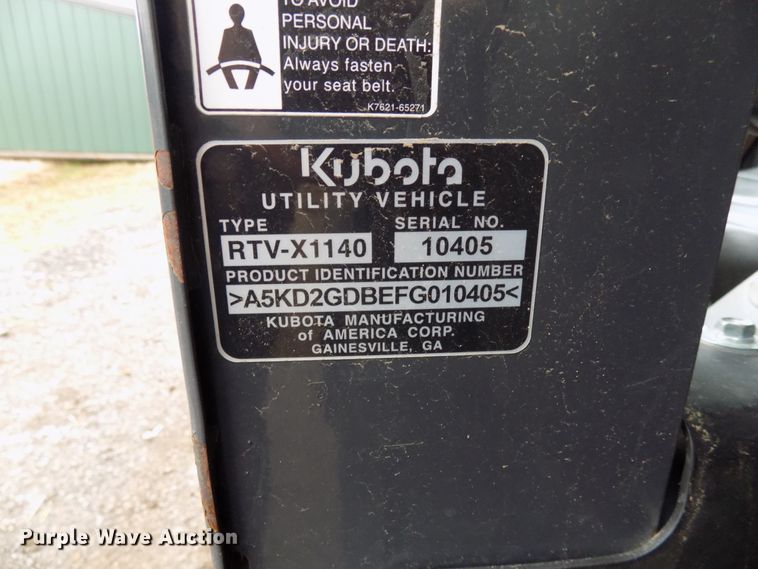 TO AVOID
PERSONAL
INJURY OR DEATH:
Always fasten
your seat belt.
K7621-65271
Kubota
UTILITY VEHICLE
TYPE SERIAL NO.
RTV-X1140 10405
PRODUCT IDENTIFICATION NUMBER
>A5KD2GDBEFG010405<
KUBOTA MANUFACTURING
of AMERICA CORP.
GAINESVILLE, GA
Purple Wave Auction®